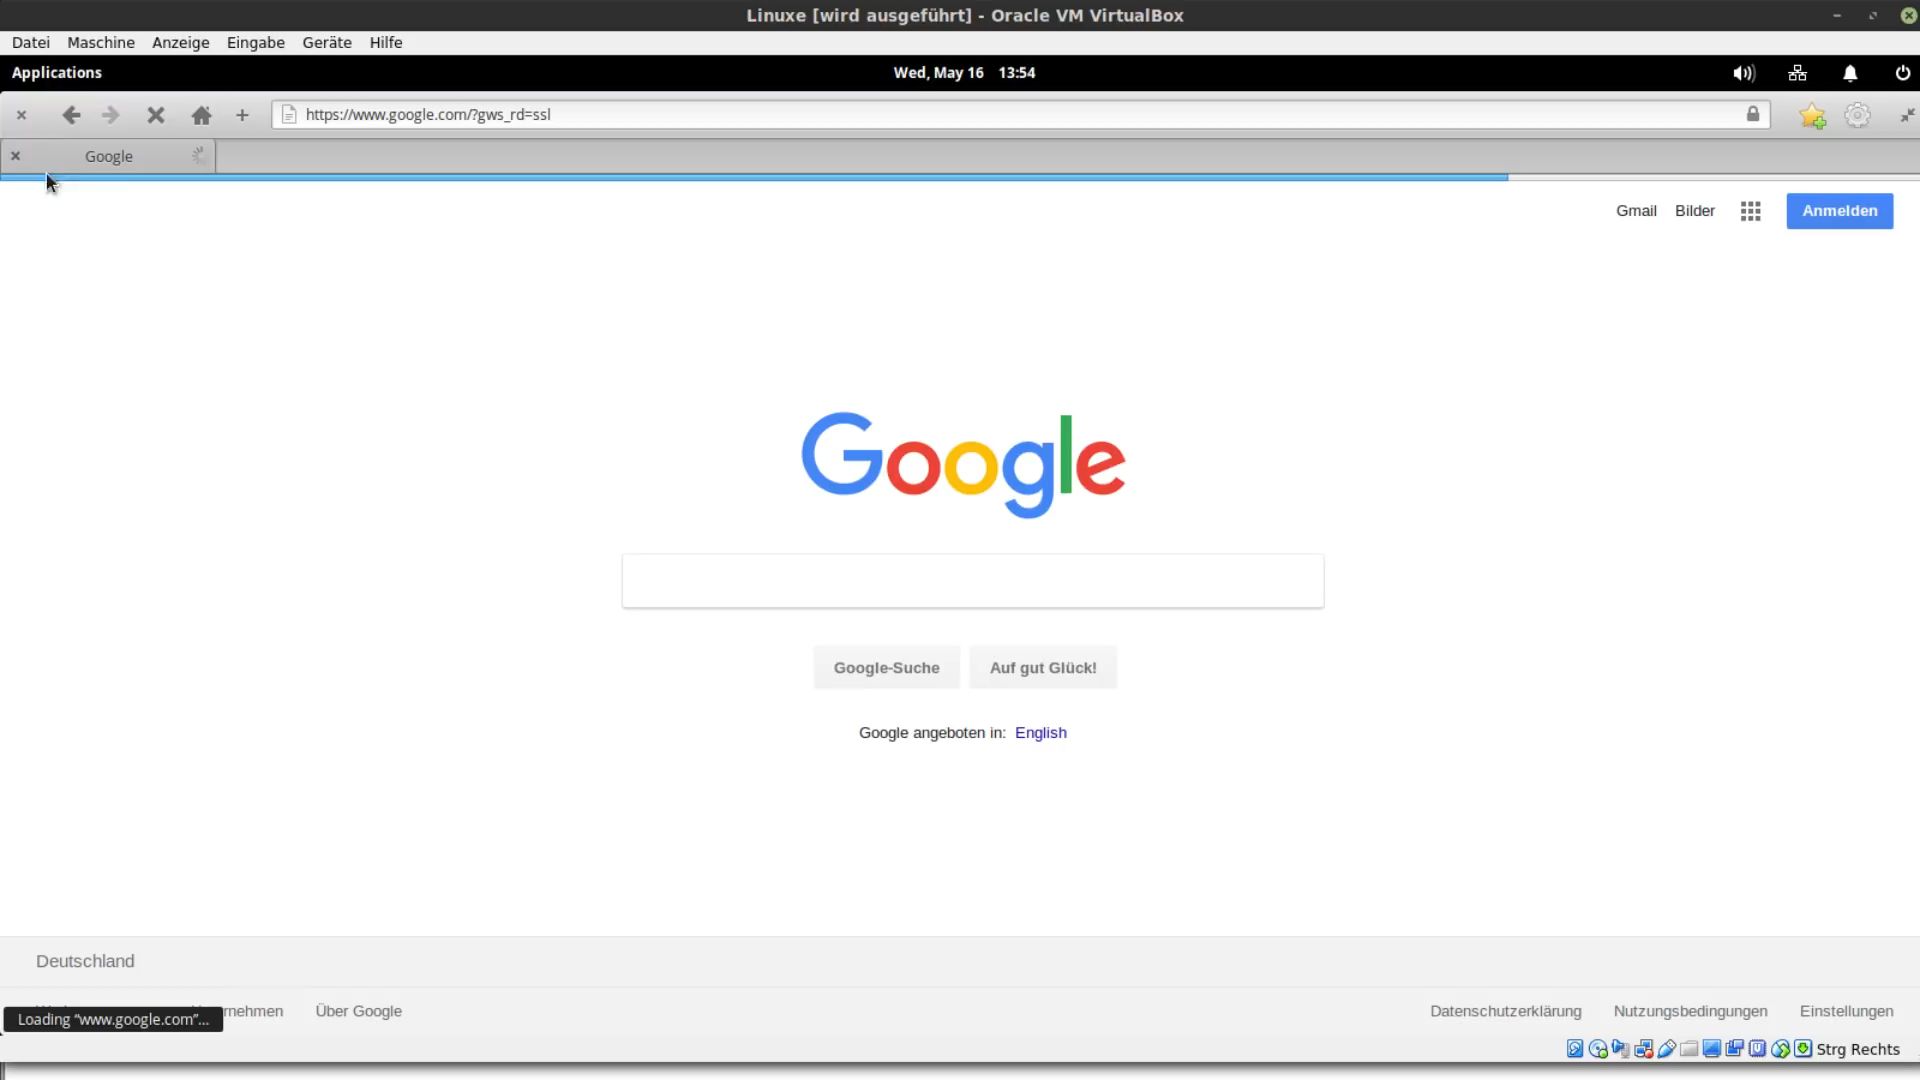 Linuxe [wird ausgeführt] - Oracle VM VirtualBox
Datei Maschine Anzeige Eingabe Geräte Hilfe
Applications Wed, May 16 13:54
https://www.google.com/?gws_rd=ssl
Google
Gmail Bilder Anmelden
Google
Google-Suche Auf gut Glück!
Google angeboten in: English
Deutschland
rnehmen Über Google Datenschutzerklärung Nutzungsbedingungen Einstellungen
Loading “www.google.com”...
Strg Rechts